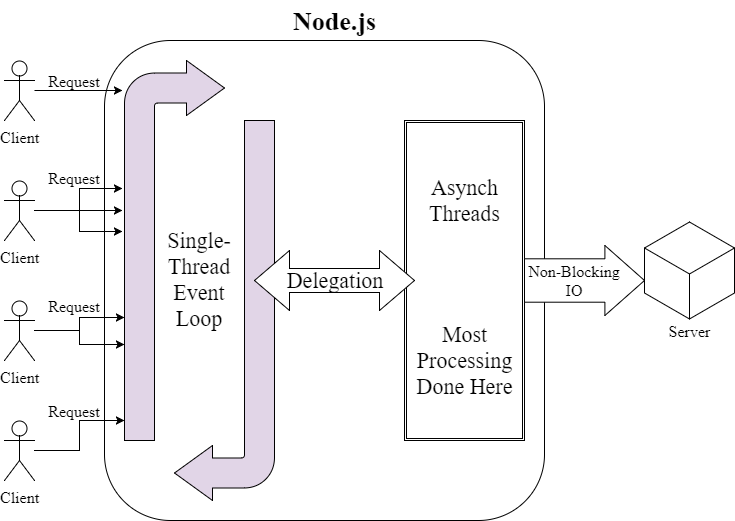 Node.js
Request
Client
Request
Client
Request
Client
Request
Client
Single-
Thread
Event
Loop
Delegation
Asynch
Threads
Most
Processing
Done Here
Non-Blocking
IO
Server